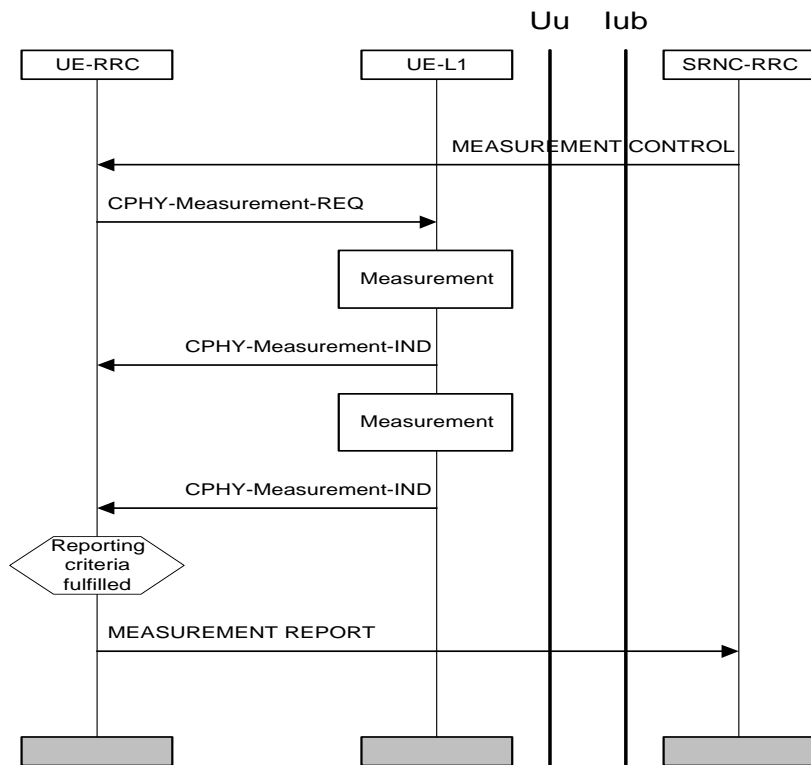 Uu Iub
UE-RRC UE-L1 SRNC-RRC
MEASUREMENT CONTROL
CPHY-Measurement-REQ
Measurement
CPHY-Measurement-IND
Measurement
CPHY-Measurement-IND
Reporting
criteria
fulfilled
MEASUREMENT REPORT